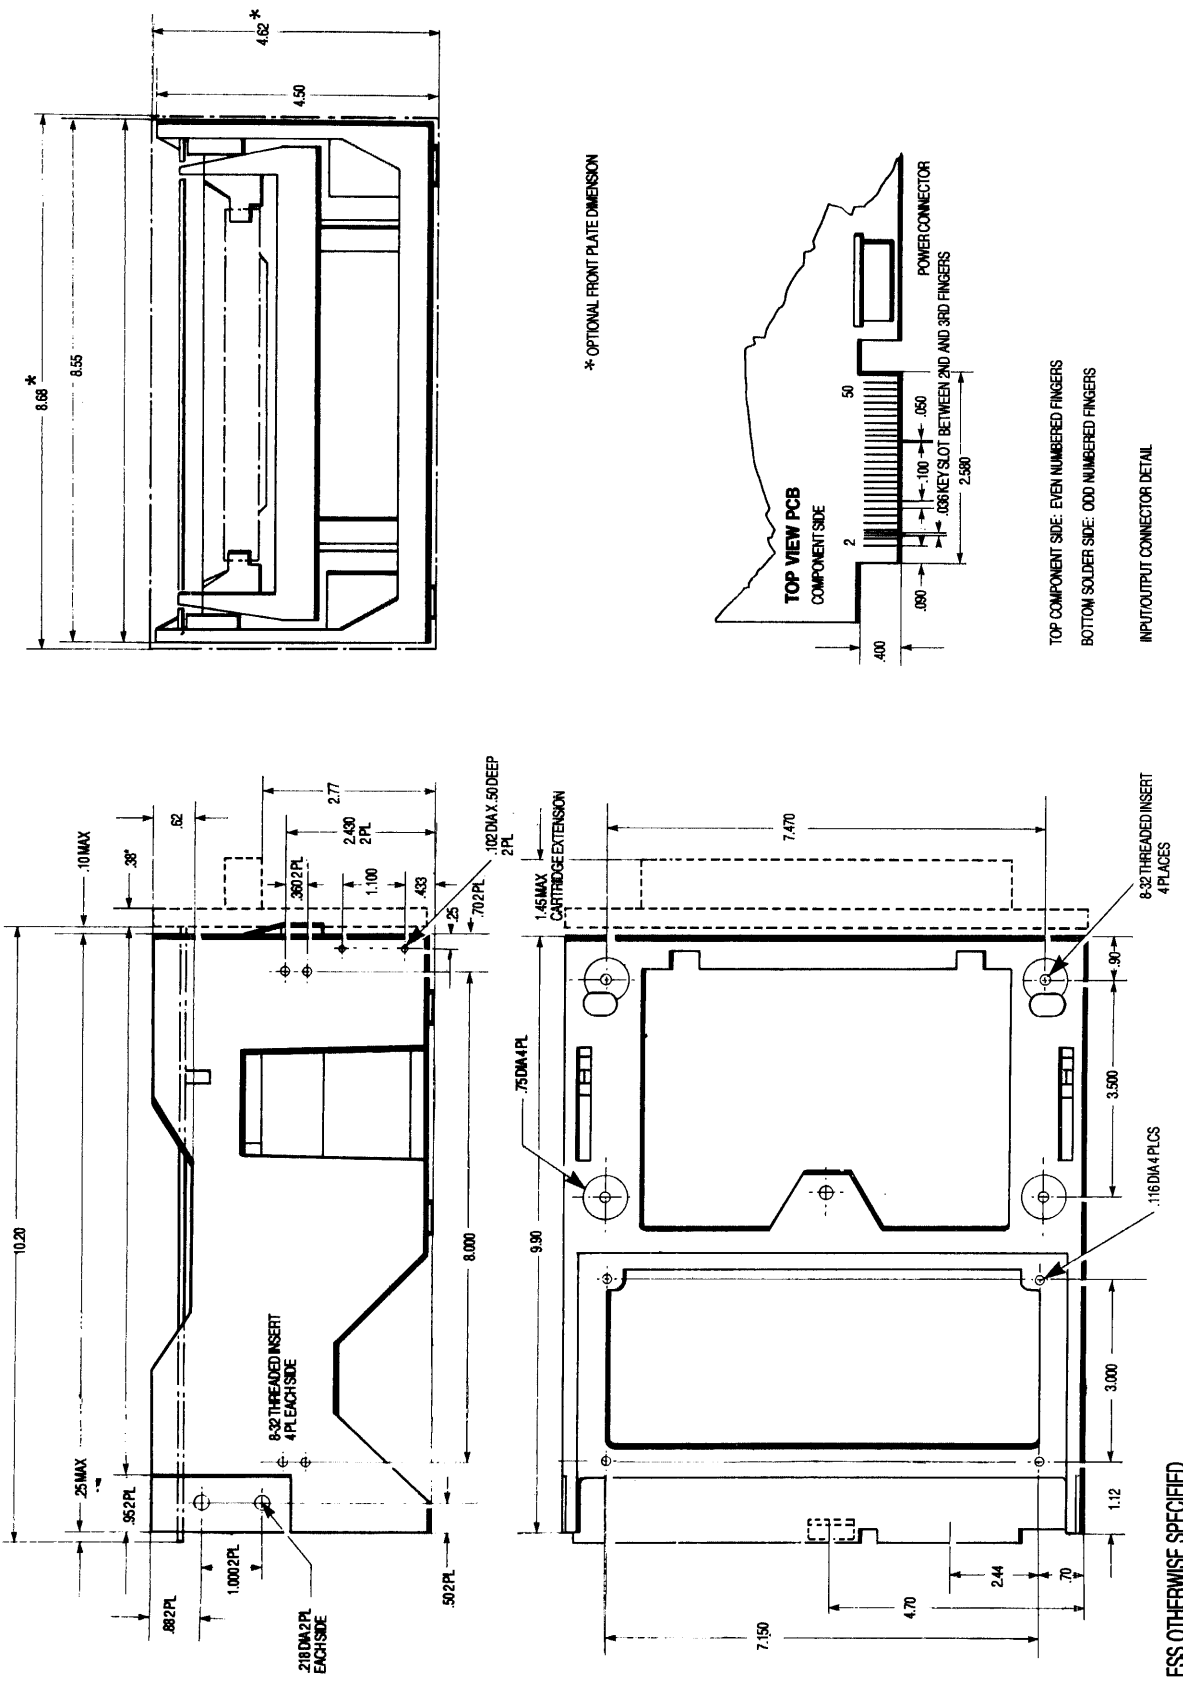 4.62*
4.50
8.68*
8.55
* OPTIONAL FRONT PLATE DIMENSION
TOP VIEW PCB
COMPONENT SIDE
2
50
POWER CONNECTOR
.050
.100
.036 KEY SLOT BETWEEN 2ND AND 3RD FINGERS
2.580
.090
.400
TOP COMPONENT SIDE: EVEN NUMBERED FINGERS
BOTTOM SOLDER SIDE: ODD NUMBERED FINGERS
INPUT/OUTPUT CONNECTOR DETAIL
.10 MAX
.38"
.62
2.77
2.430
2 PL
.360 2 PL
1.100
.433
.102 DIA X .50 DEEP
2 PL
.25
.70 2 PL
10.20
.25 MAX
.95 2 PL
8.000
8-32 THREADED INSERT
4 PL EACH SIDE
.88 2 PL
1.000 2 PL
.50 2 PL
.218 DIA 2 PL
EACH SIDE
1.45 MAX
CARTRIDGE EXTENSION
7.470
8-32 THREADED INSERT
4 PLACES
.90
3.500
.75 DIA 4 PL
9.90
.116 DIA 4 PLCS
3.000
1.12
2.44
.70
4.70
7.150
ESS OTHERWISE SPECIFIED